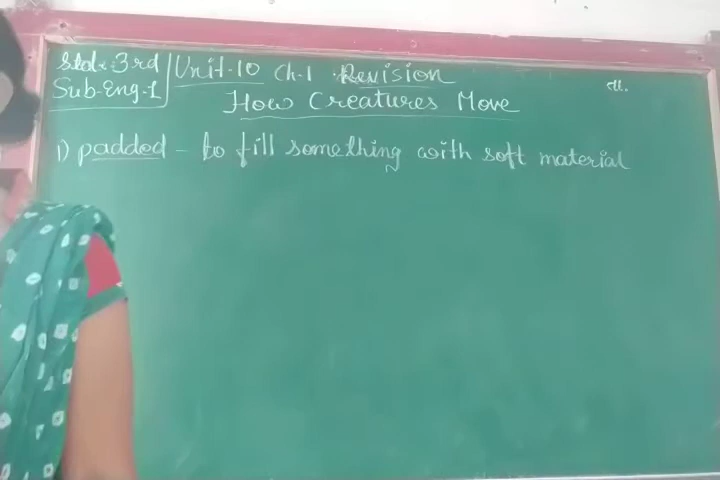 Std:- 3rd
Sub-Eng-1
Unit-10 Ch-1 Revision
How Creatures Move
1) padded - to fill something with soft material